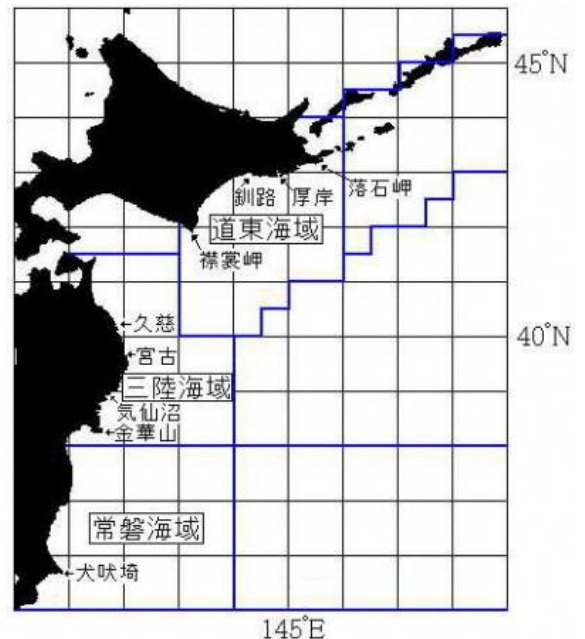 45°N
釧路 厚岸 落石岬
道東海域
襟裳岬
久慈
40°N
宮古
三陸海域
気仙沼
金華山
常磐海域
犬吠埼
145°E